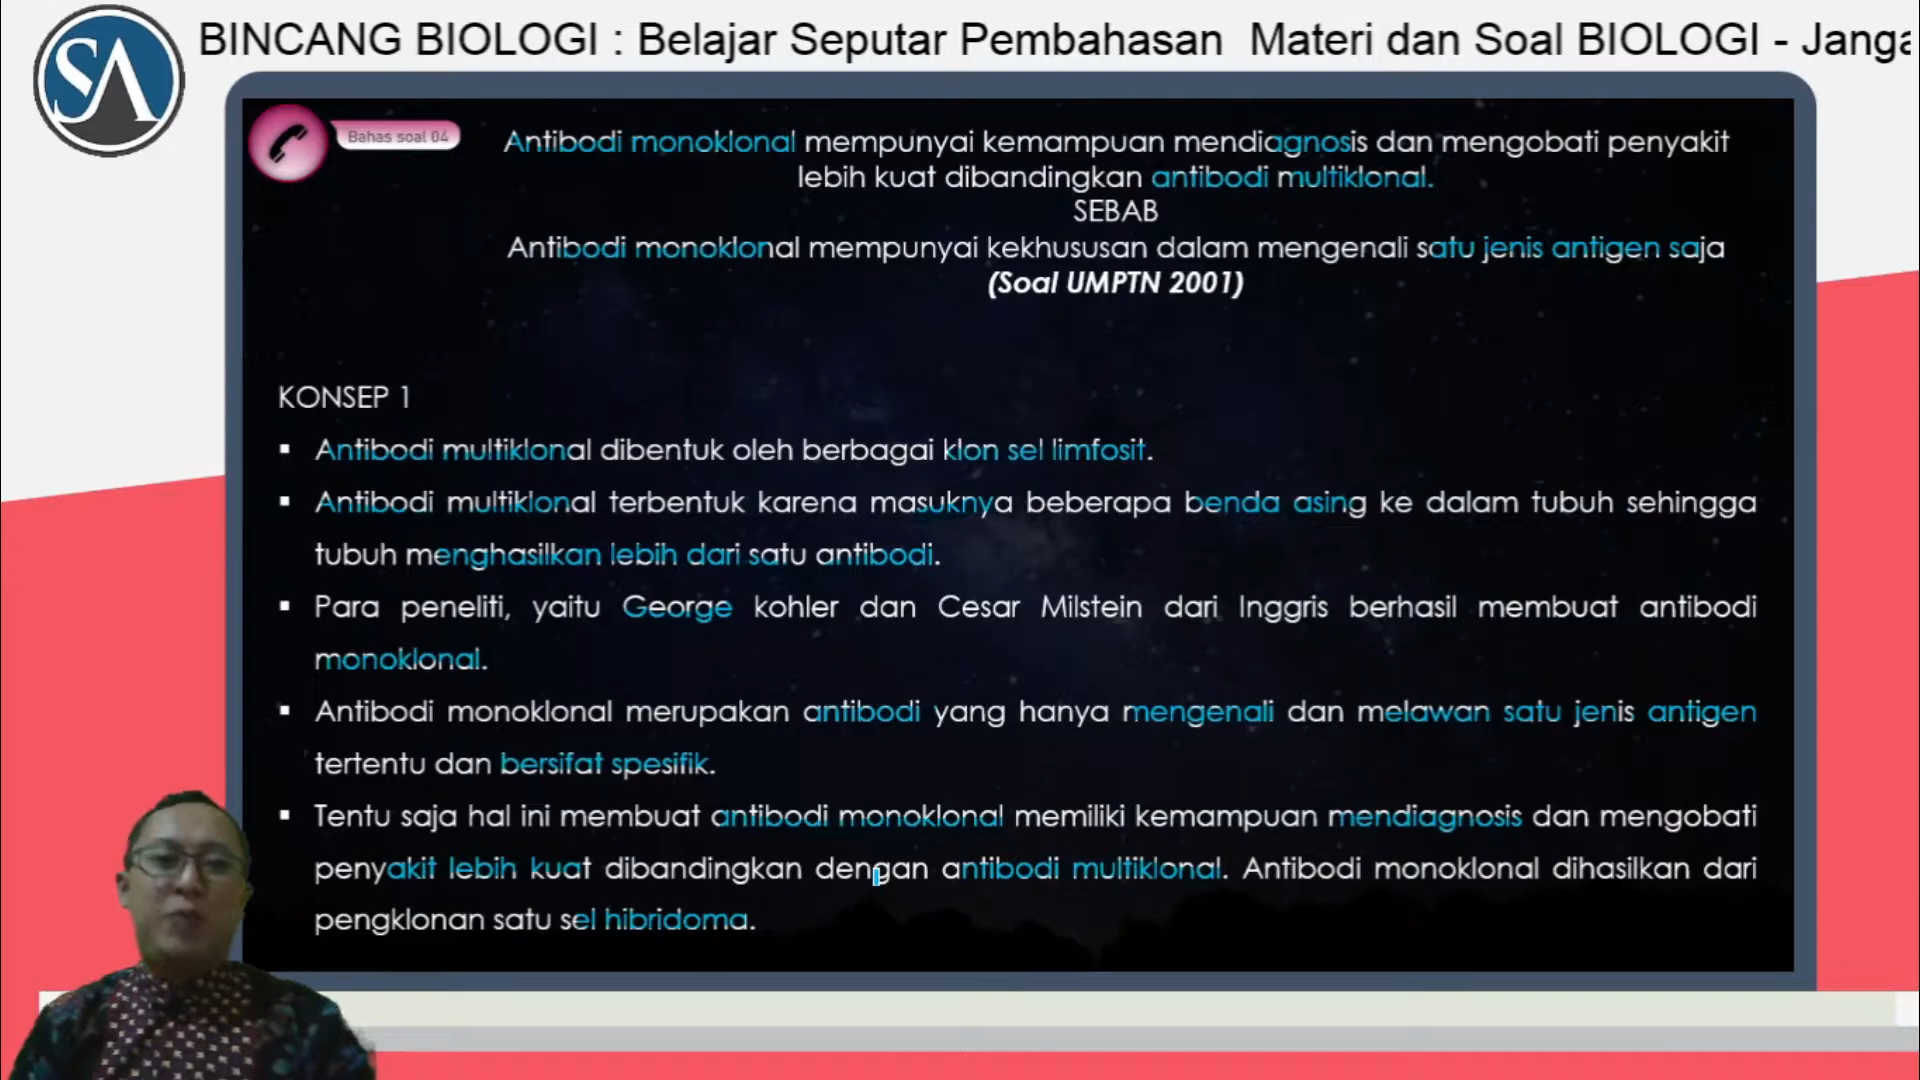 SA
BINCANG BIOLOGI : Belajar Seputar Pembahasan Materi dan Soal BIOLOGI - Janga
Bahas soal 04
Antibodi monoklonal mempunyai kemampuan mendiagnosis dan mengobati penyakit
lebih kuat dibandingkan antibodi multiklonal.
SEBAB
Antibodi monoklonal mempunyai kekhususan dalam mengenali satu jenis antigen saja
(Soal UMPTN 2001)
KONSEP 1
▪ Antibodi multiklonal dibentuk oleh berbagai klon sel limfosit.
▪ Antibodi multiklonal terbentuk karena masuknya beberapa benda asing ke dalam tubuh sehingga
tubuh menghasilkan lebih dari satu antibodi.
▪ Para peneliti, yaitu George kohler dan Cesar Milstein dari Inggris berhasil membuat antibodi
monoklonal.
▪ Antibodi monoklonal merupakan antibodi yang hanya mengenali dan melawan satu jenis antigen
tertentu dan bersifat spesifik.
▪ Tentu saja hal ini membuat antibodi monoklonal memiliki kemampuan mendiagnosis dan mengobati
penyakit lebih kuat dibandingkan dengan antibodi multiklonal. Antibodi monoklonal dihasilkan dari
pengklonan satu sel hibridoma.